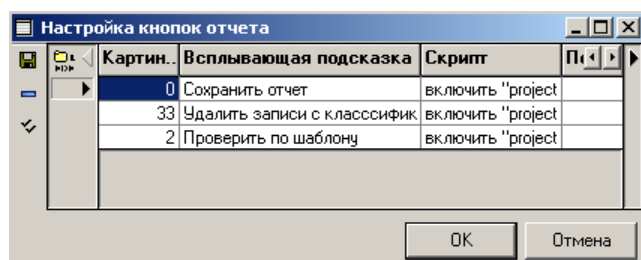 Настройка кнопок отчета
Картин.. Всплывающая подсказка Скрипт По
0 Сохранить отчет включить "project
33 Удалить записи с класссифик включить "project
2 Проверить по шаблону включить "project
OK Отмена